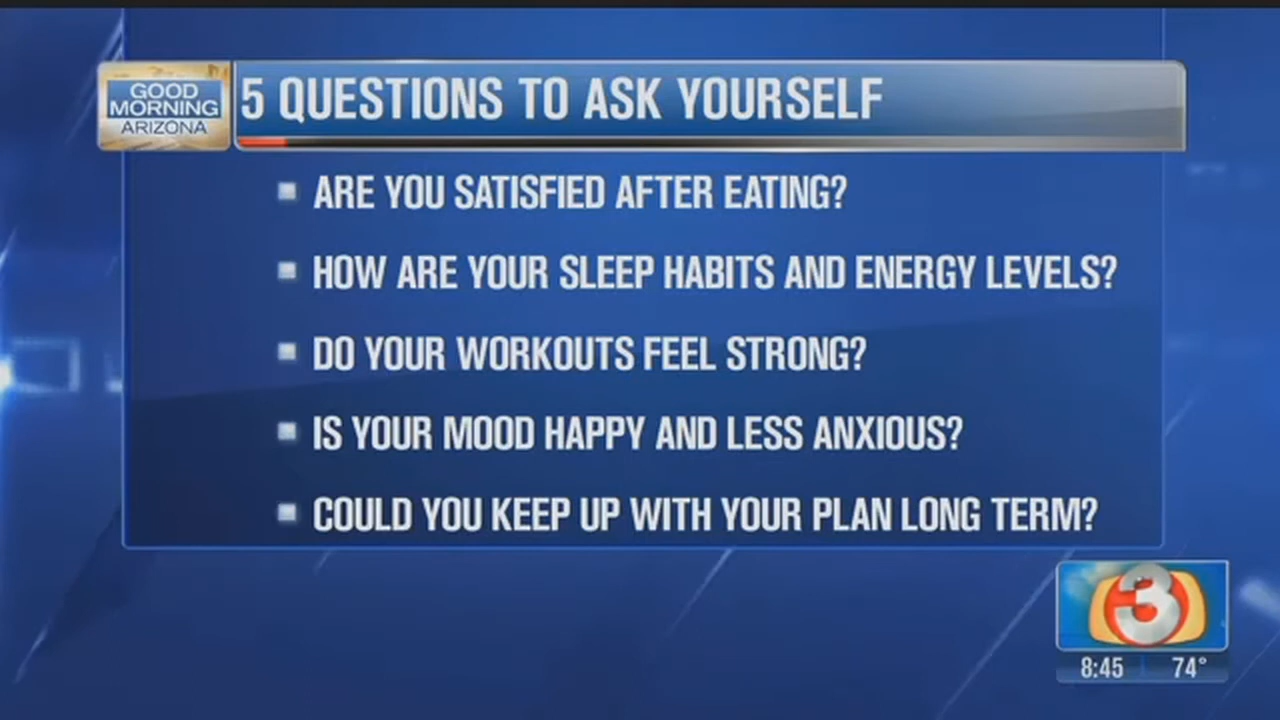 GOOD
MORNING
ARIZONA
5 QUESTIONS TO ASK YOURSELF
ARE YOU SATISFIED AFTER EATING?
HOW ARE YOUR SLEEP HABITS AND ENERGY LEVELS?
DO YOUR WORKOUTS FEEL STRONG?
IS YOUR MOOD HAPPY AND LESS ANXIOUS?
COULD YOU KEEP UP WITH YOUR PLAN LONG TERM?
3
8:45 74°